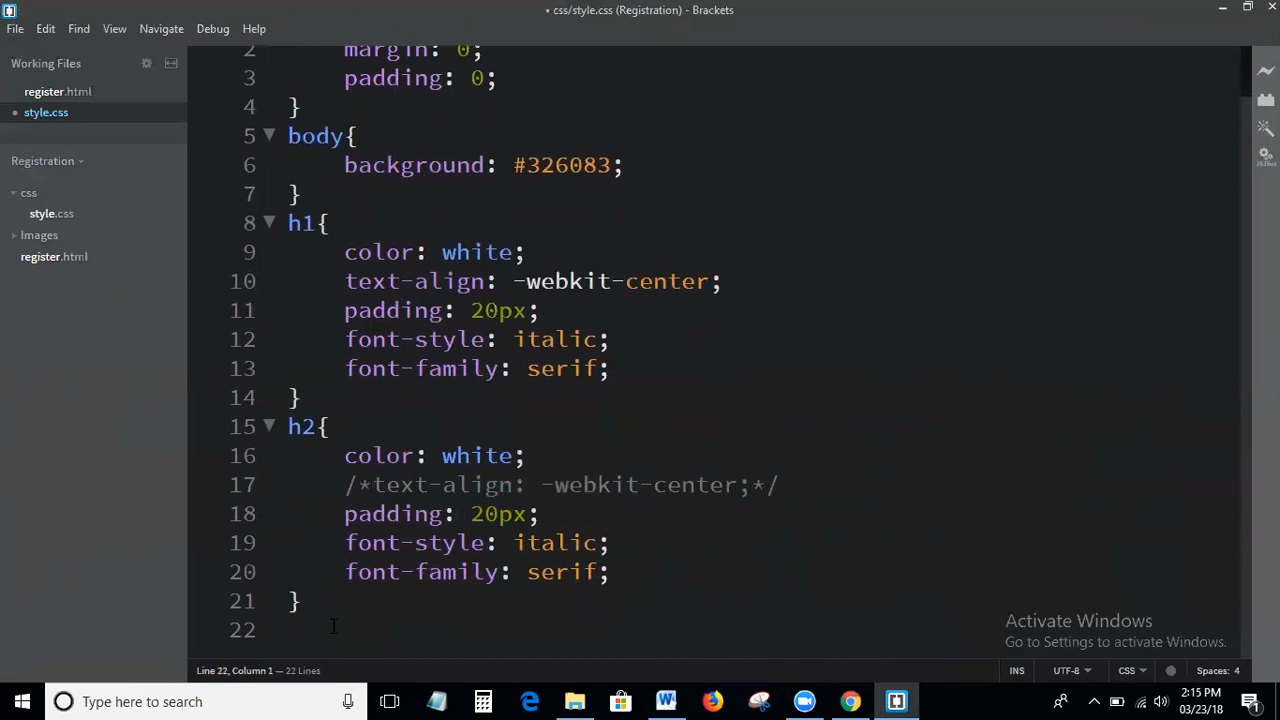 • css/style.css (Registration) - Brackets
File Edit Find View Navigate Debug Help
Working Files
register.html
• style.css
Registration
css
style.css
Images
register.html
2 margin: 0;
3 padding: 0;
4 }
5 body{
6 background: #326083;
7 }
8 h1{
9 color: white;
10 text-align: -webkit-center;
11 padding: 20px;
12 font-style: italic;
13 font-family: serif;
14 }
15 h2{
16 color: white;
17 /*text-align: -webkit-center;*/
18 padding: 20px;
19 font-style: italic;
20 font-family: serif;
21 }
22
Activate Windows
Go to Settings to activate Windows.
Line 22, Column 1 — 22 Lines
INS UTF-8 CSS Spaces: 4
Type here to search
2:15 PM
03/23/18